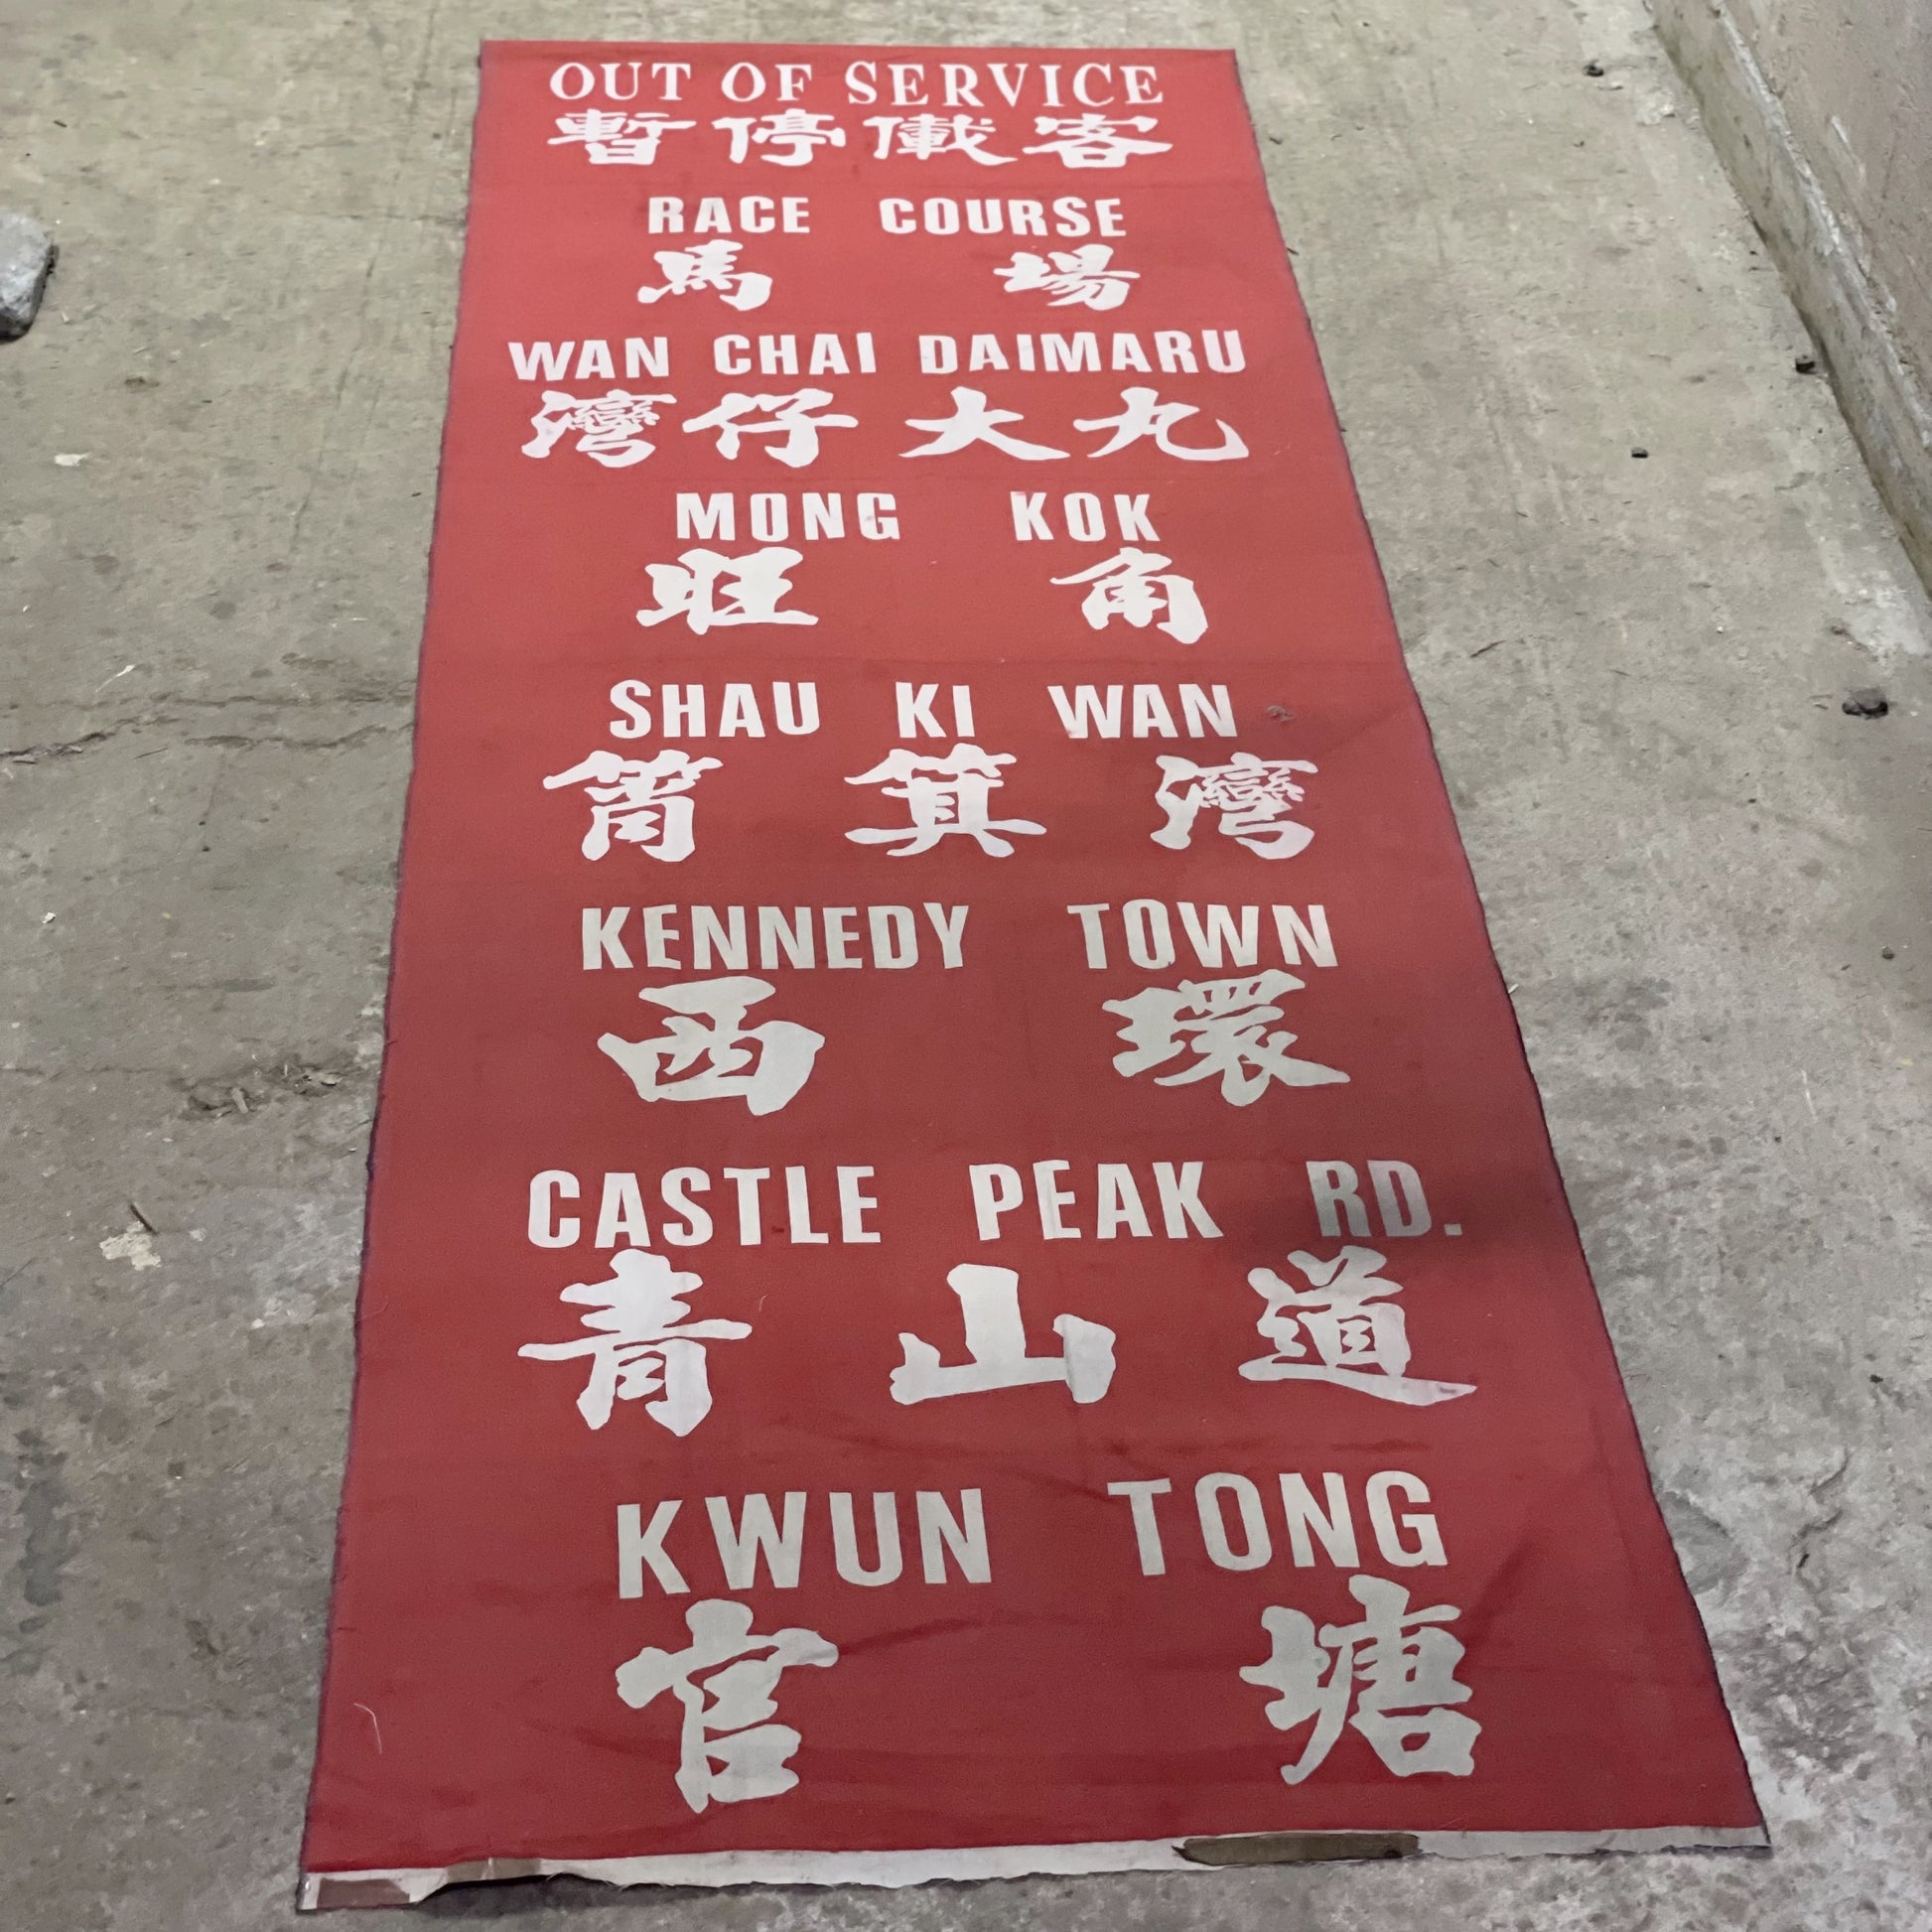 OUT OF SERVICE
暫停儎客
RACE COURSE
馬場
WAN CHAI DAIMARU
灣仔大丸
MONG KOK
旺角
SHAU KI WAN
筲箕灣
KENNEDY TOWN
西環
CASTLE PEAK RD.
青山道
KWUN TONG
官塘